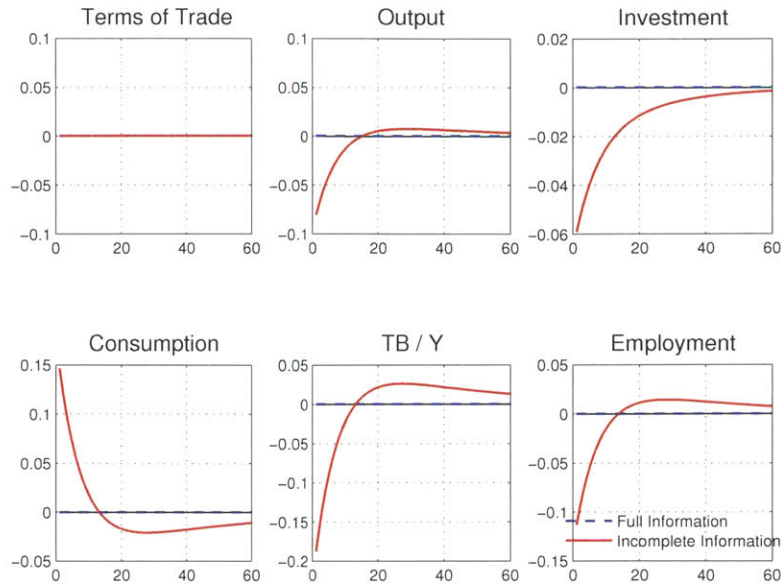 Terms of Trade
0.1
0.05
0
-0.05
-0.1
0 20 40 60
Output
0.1
0.05
0
-0.05
-0.1
0 20 40 60
Investment
0.02
0
-0.02
-0.04
-0.06
0 20 40 60
Consumption
0.15
0.1
0.05
0
-0.05
0 20 40 60
TB / Y
0.05
0
-0.05
-0.1
-0.15
-0.2
0 20 40 60
Employment
0.05
0
-0.05
-0.1
-0.15
0 20 40 60
Full Information
Incomplete Information